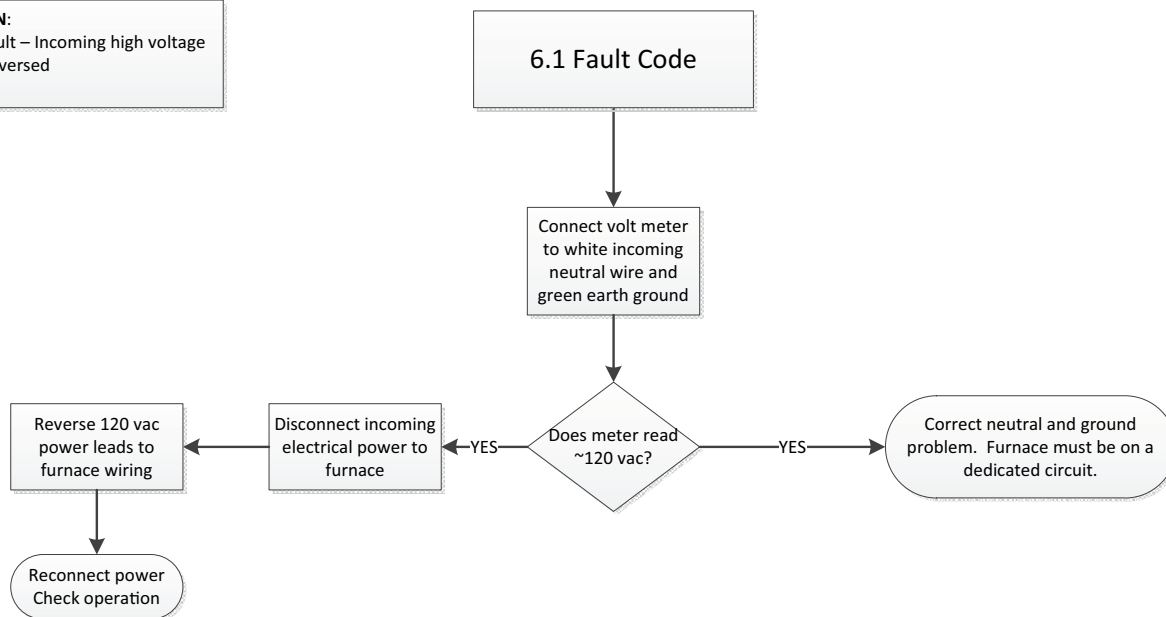 N:
ult – Incoming high voltage
versed
6.1 Fault Code
Connect volt meter
to white incoming
neutral wire and
green earth ground
Reverse 120 vac
power leads to
furnace wiring
Disconnect incoming
electrical power to
furnace
YES
Does meter read
~120 vac?
YES
Correct neutral and ground
problem.  Furnace must be on a
dedicated circuit.
Reconnect power
Check operation